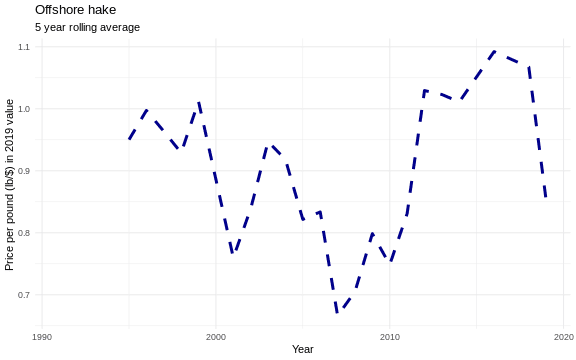 Offshore hake
5 year rolling average
Price per pound (lb/$) in 2019 value
1.1
1.0
0.9
0.8
0.7
1990
2000
2010
2020
Year